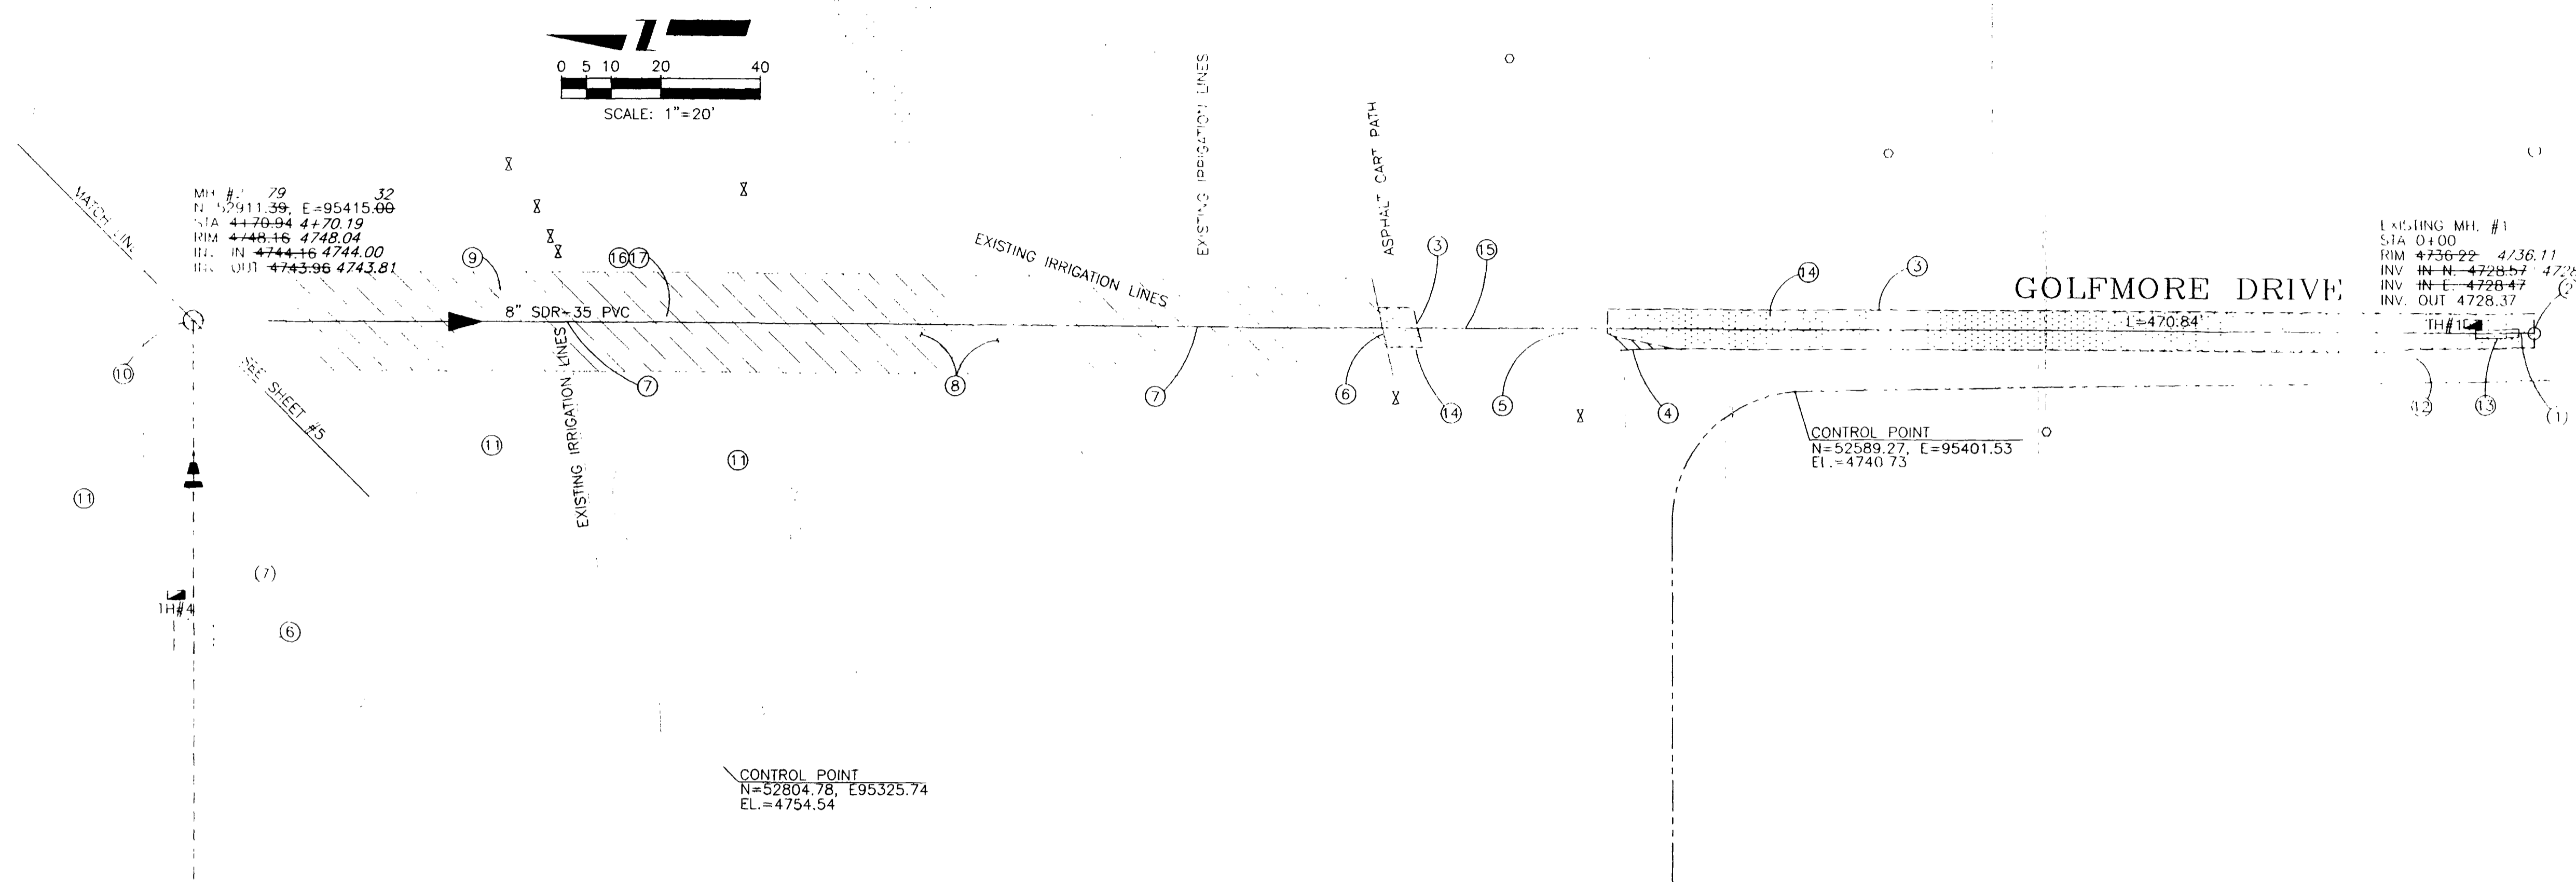 0 5 10 20 40
SCALE: 1"=20'
MATCH LINE
MH #
79 32
N 52911.39, E=95415.00
STA 4+70.94 4+70.19
RIM 4748.16 4748.04
IN 4744.16 4744.00
OUT 4743.96 4743.81
9
16 17
8" SDR-35 PVC
EXISTING IRRIGATION LINES
EXISTING IRRIGATION LINES
ASPHALT CART PATH
3
15
14
3
GOLFMORE DRIVE
L=470.84'
EXISTING MH. #1
STA 0+00
RIM 4736.22 4736.11
INV IN N. 4728.57
INV IN E. 4728.47
INV. OUT 4728.37
2
TH#1
10
SEE SHEET #5
EXISTING IRRIGATION LINES
7
8
7
6
14
5
4
12
13
(1)
11
11
11
CONTROL POINT
N=52589.27, E=95401.53
EL.=4740.73
(7)
TH#4
6
CONTROL POINT
N=52804.78, E95325.74
EL.=4754.54